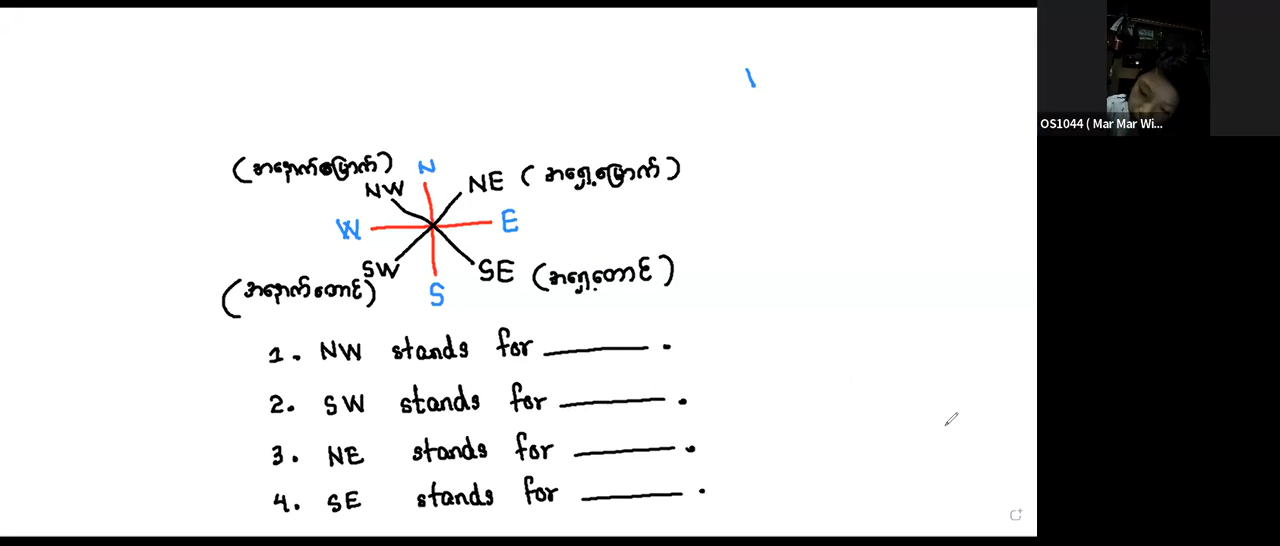 (အနောက်မြောက်) N
NW NE (အရှေ့မြောက်)
W E
SW SE (အရှေ့တောင်)
(အနောက်တောင်) S
1. NW stands for ______.
2. SW stands for ______.
3. NE stands for ______.
4. SE stands for ______.
OS1044 ( Mar Mar Wi...